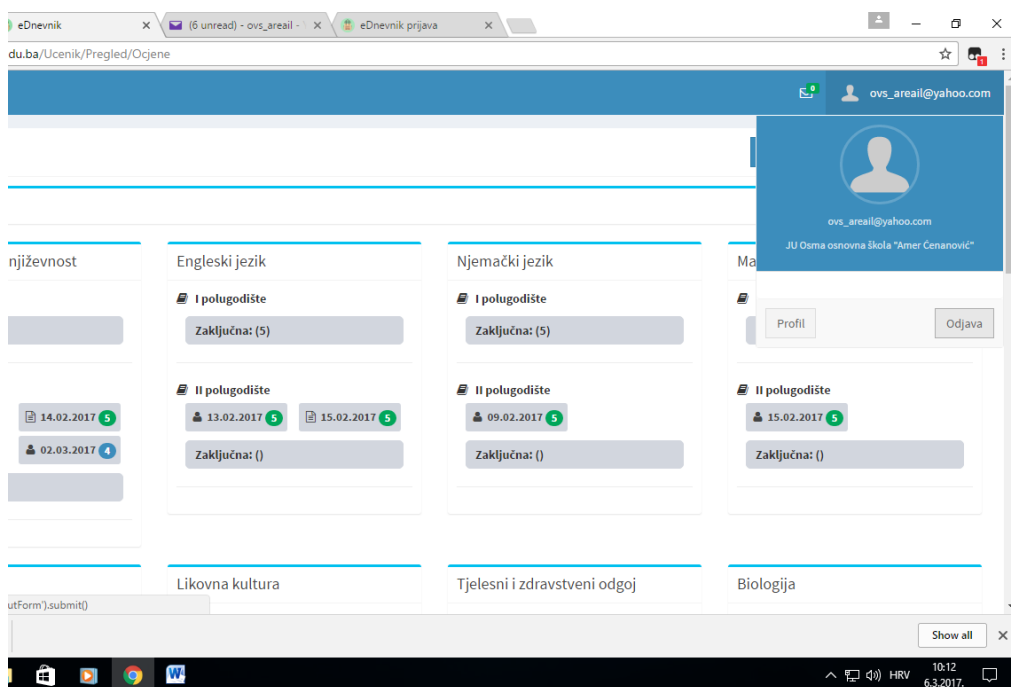 eDnevnik
(6 unread) - ovs_areail -
eDnevnik prijava
du.ba/Ucenik/Pregled/Ocjene
1
0
ovs_areail@yahoo.com
ovs_areail@yahoo.com
JU Osma osnovna škola "Amer Ćenanović"
Profil
Odjava
njiževnost
14.02.2017 5
02.03.2017 4
Engleski jezik
I polugodište
Zaključna: (5)
II polugodište
13.02.2017 5
15.02.2017 5
Zaključna: ()
Njemački jezik
I polugodište
Zaključna: (5)
II polugodište
09.02.2017 5
Zaključna: ()
Ma
II polugodište
15.02.2017 5
Zaključna: ()
Likovna kultura
Tjelesni i zdravstveni odgoj
Biologija
utForm').submit()
Show all
W
HRV
10:12
6.3.2017.